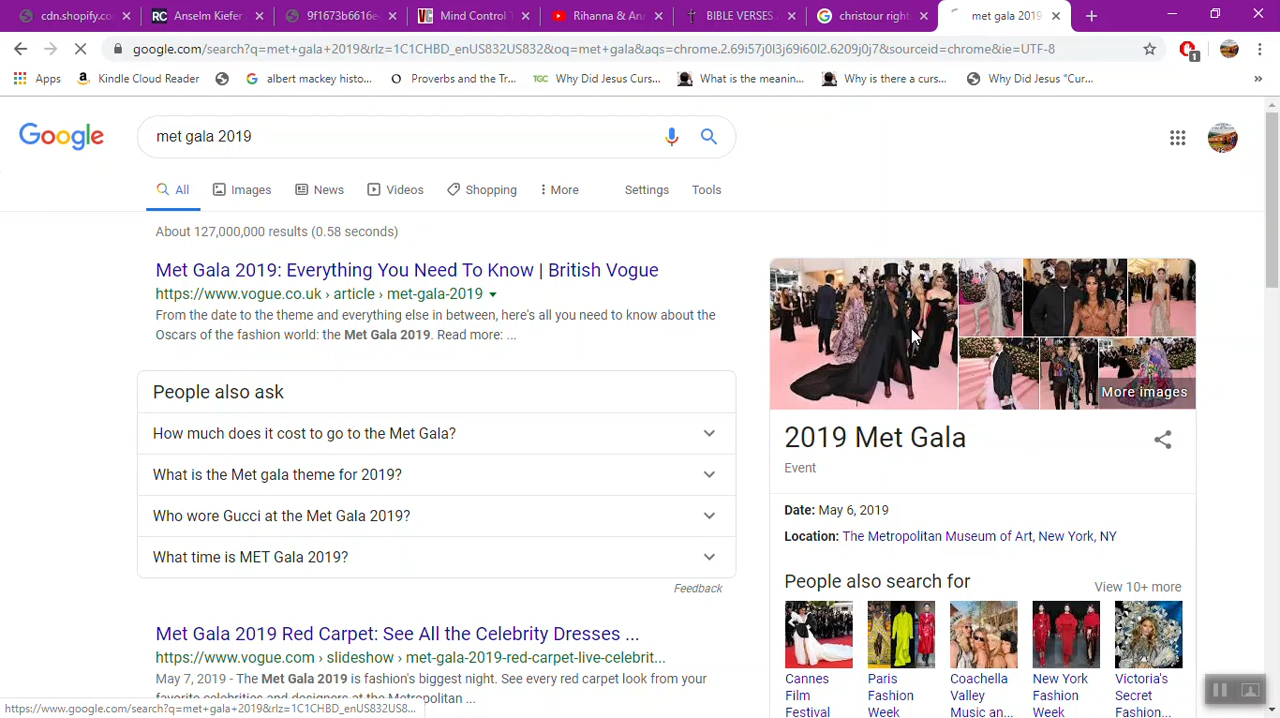 cdn.shopify.co
Anselm Kiefer
9f1673b6616e
Mind Control T
Rihanna & An
BIBLE VERSES
christour right
met gala 2019
google.com/search?q=met+gala+2019&rlz=1C1CHBD_enUS832US832&oq=met+gala&aqs=chrome.2.69i57j0l3j69i60l2.6209j0j7&sourceid=chrome&ie=UTF-8
1
Apps
Kindle Cloud Reader
albert mackey histo...
Proverbs and the Tr...
TGC Why Did Jesus Curs...
What is the meanin...
Why is there a curs...
Why Did Jesus "Cur...
Google
met gala 2019
All
Images
News
Videos
Shopping
More
Settings
Tools
About 127,000,000 results (0.58 seconds)
Met Gala 2019: Everything You Need To Know | British Vogue
https://www.vogue.co.uk › article › met-gala-2019
From the date to the theme and everything else in between, here's all you need to know about the
Oscars of the fashion world: the Met Gala 2019. Read more: ...
People also ask
How much does it cost to go to the Met Gala?
What is the Met gala theme for 2019?
Who wore Gucci at the Met Gala 2019?
What time is MET Gala 2019?
Feedback
Met Gala 2019 Red Carpet: See All the Celebrity Dresses ...
https://www.vogue.com › slideshow › met-gala-2019-red-carpet-live-celebrit...
May 7, 2019 - The Met Gala 2019 is fashion's biggest night. See every red carpet look from your
favorite celebrities and designers at the Metropolitan ...
https://www.google.com/search?q=met+gala+2019&rlz=1C1CHBD_enUS832US8...
More images
2019 Met Gala
Event
Date: May 6, 2019
Location: The Metropolitan Museum of Art, New York, NY
People also search for
View 10+ more
Cannes
Film
Festival
Paris
Fashion
Week
Coachella
Valley
Music an...
New York
Fashion
Week
Victoria's
Secret
Fashion...